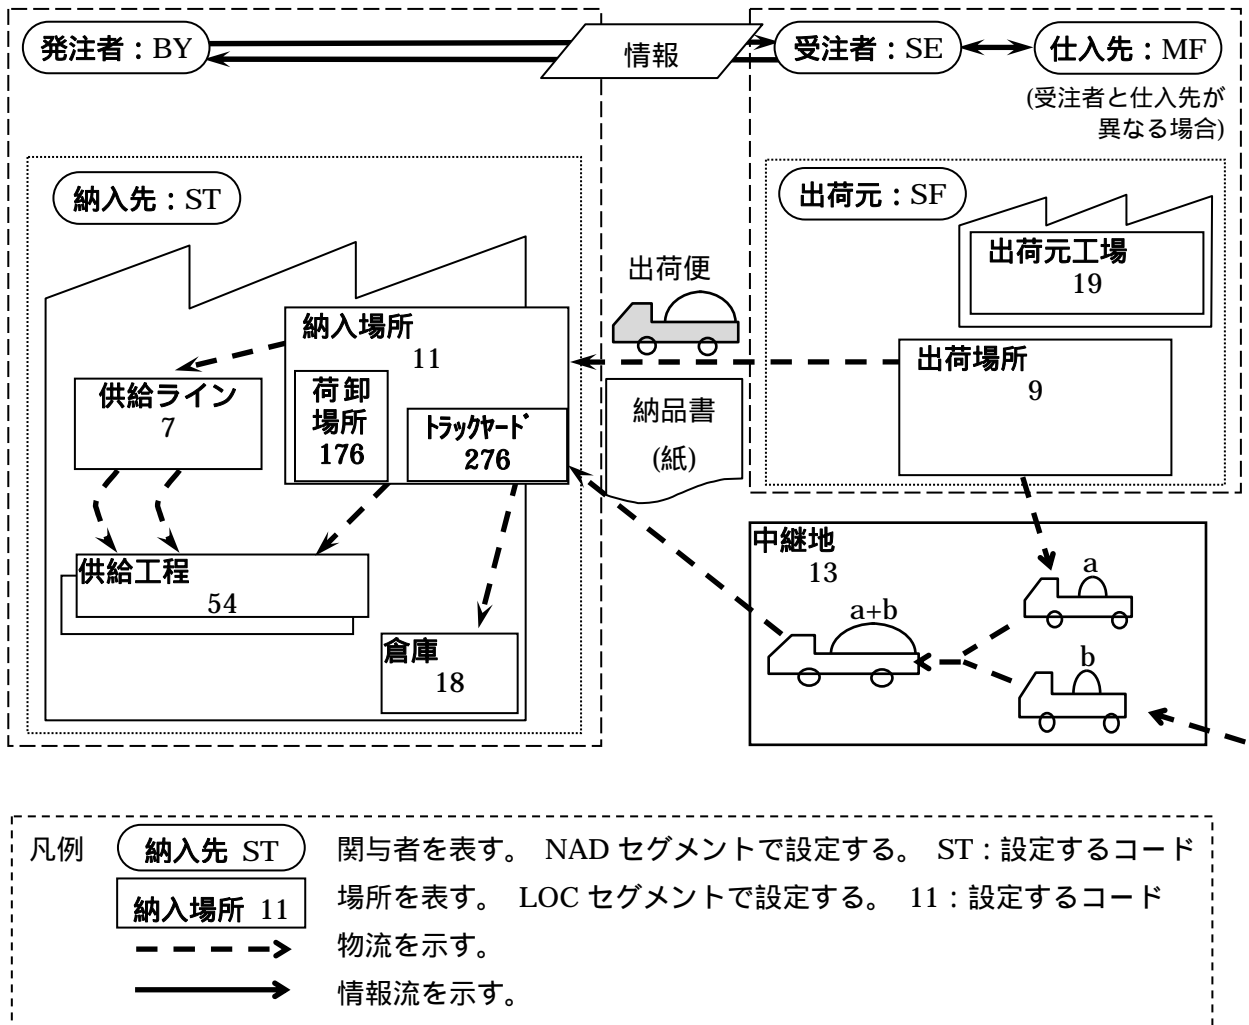 発注者：BY
情報
受注者：SE
仕入先：MF
(受注者と仕入先が
異なる場合)
納入先：ST
出荷元：SF
出荷元工場
19
出荷便
納入場所
11
荷卸
場所
176
ﾄﾗｯｸﾔｰﾄﾞ
276
供給ライン
7
納品書
(紙)
出荷場所
9
供給工程
54
倉庫
18
中継地
13
a
a+b
b
凡例
納入先 ST
関与者を表す。 NAD セグメントで設定する。 ST：設定するコード
納入場所 11
場所を表す。 LOC セグメントで設定する。 11：設定するコード
物流を示す。
情報流を示す。